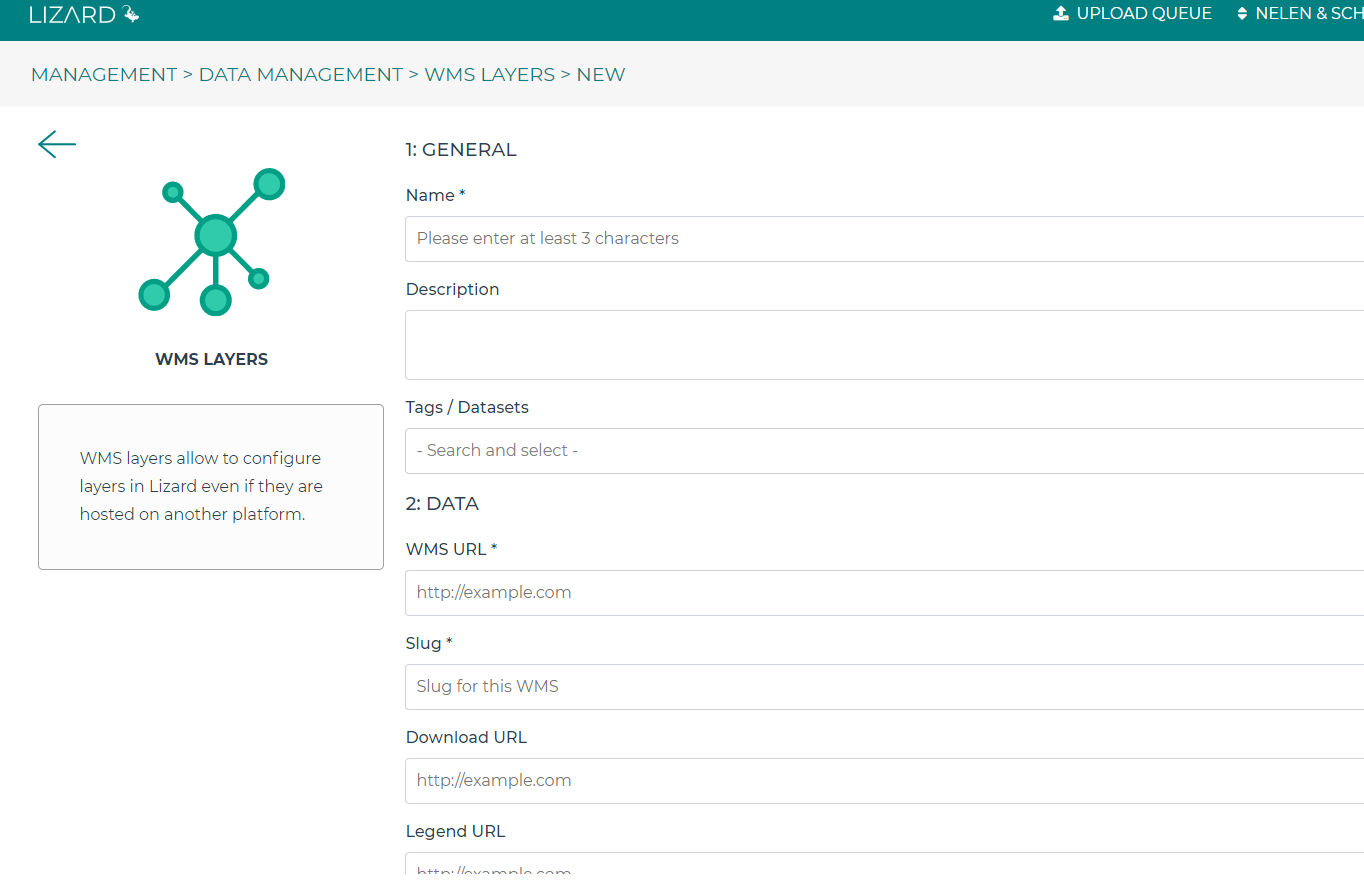 LIZARD
UPLOAD QUEUE
NELEN & SCH
MANAGEMENT > DATA MANAGEMENT > WMS LAYERS > NEW
WMS LAYERS
WMS layers allow to configure
layers in Lizard even if they are
hosted on another platform.
1: GENERAL
Name *
Please enter at least 3 characters
Description
Tags / Datasets
- Search and select -
2: DATA
WMS URL *
http://example.com
Slug *
Slug for this WMS
Download URL
http://example.com
Legend URL
http://example.com